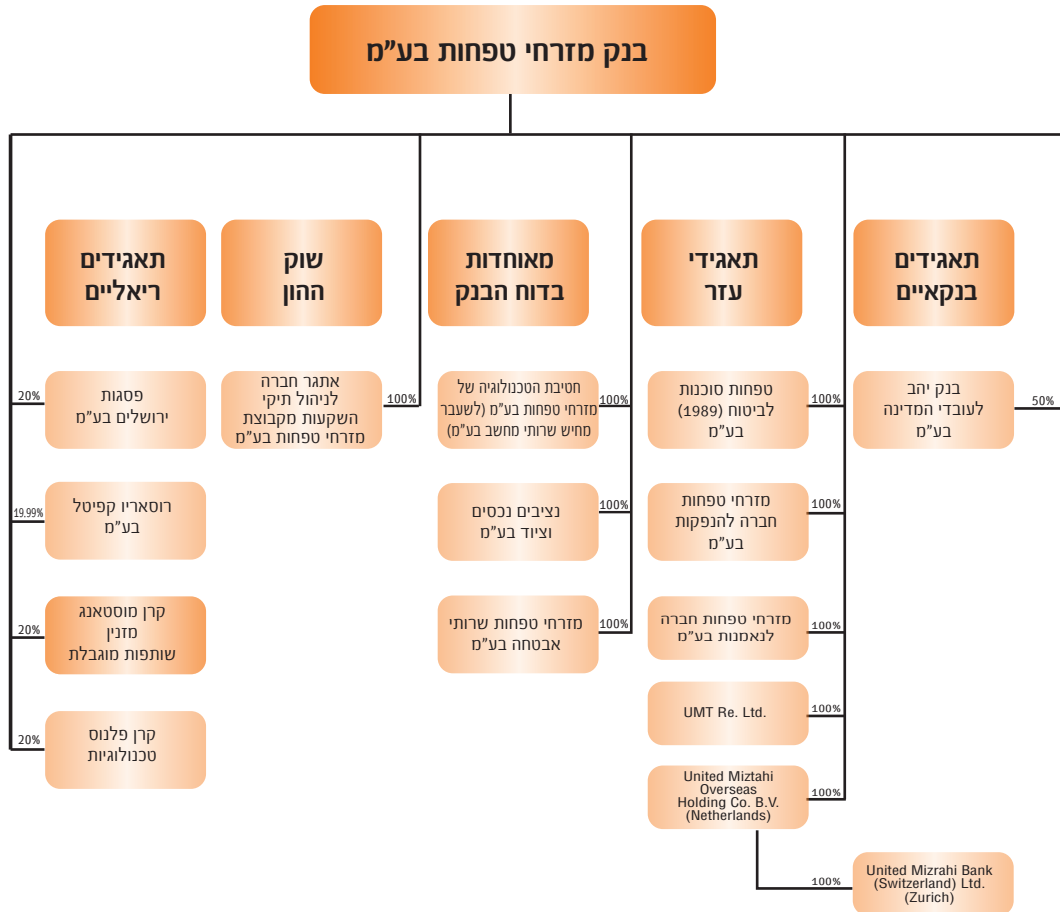 בנק מזרחי טפחות בע"מ
תאגידים
בנקאיים
בנק יהב
לעובדי המדינה
בע"מ
50%
תאגידי
עזר
טפחות סוכנות
לביטוח (1989)
בע"מ
100%
מזרחי טפחות
חברה להנפקות
בע"מ
100%
מזרחי טפחות חברה
לנאמנות בע"מ
100%
UMT Re. Ltd.
100%
United Miztahi
Overseas
Holding Co. B.V.
(Netherlands)
100%
United Mizrahi Bank
(Switzerland) Ltd.
(Zurich)
100%
מאוחדות
בדוח הבנק
חטיבת הטכנולוגיה של
מזרחי טפחות בע"מ (לשעבר
מחיש שרותי מחשב בע"מ)
100%
נציבים נכסים
וציוד בע"מ
100%
מזרחי טפחות שרותי
אבטחה בע"מ
100%
שוק
ההון
אתגר חברה
לניהול תיקי
השקעות מקבוצת
מזרחי טפחות בע"מ
100%
תאגידים
ריאליים
פסגות
ירושלים בע"מ
20%
רוסאריו קפיטל
בע"מ
19.99%
קרן מוסטאנג
מזנין
שותפות מוגבלת
20%
קרן פלנוס
טכנולוגיות
20%